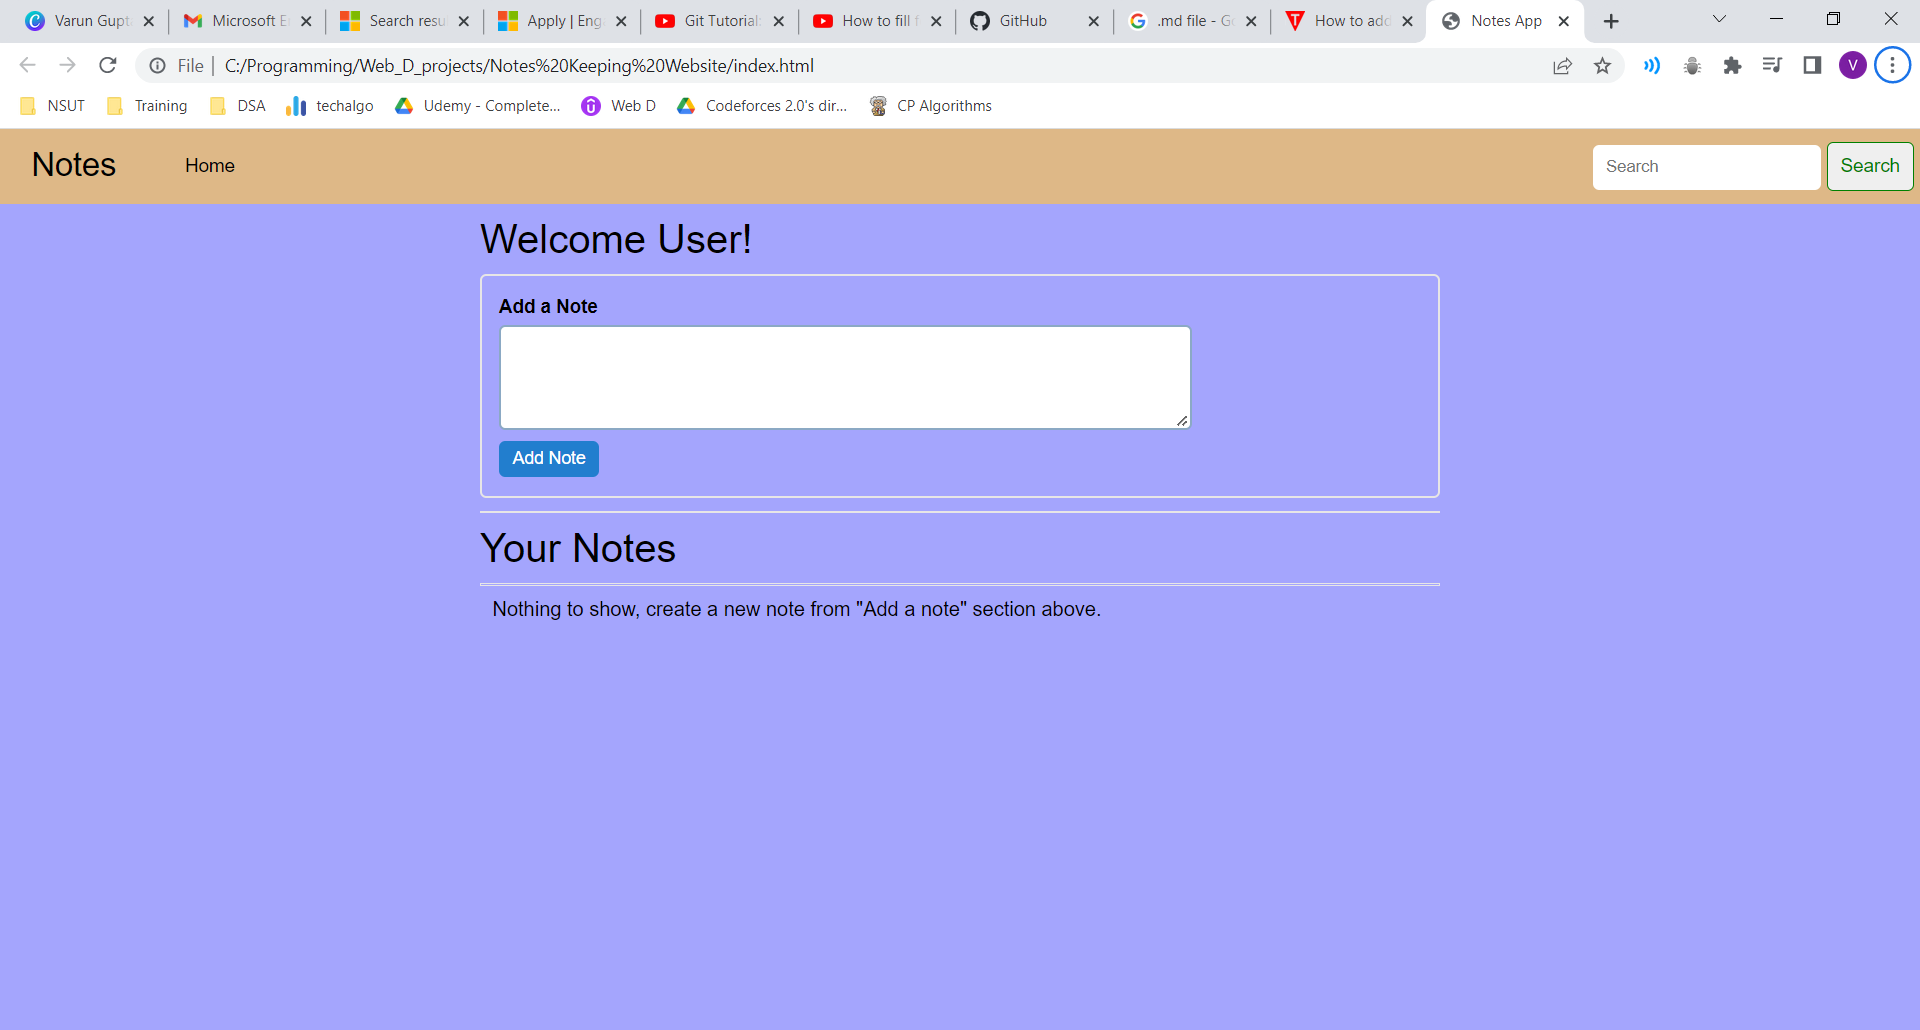 Varun Gupt
Microsoft E
Search resu
Apply | Eng
Git Tutorial
How to fill f
GitHub
.md file - G
How to add
Notes App
File
C:/Programming/Web_D_projects/Notes%20Keeping%20Website/index.html
V
NSUT
Training
DSA
techalgo
Udemy - Complete...
Web D
Codeforces 2.0's dir...
CP Algorithms
Notes
Home
Search
Search
Welcome User!
Add a Note
Add Note
Your Notes
Nothing to show, create a new note from "Add a note" section above.